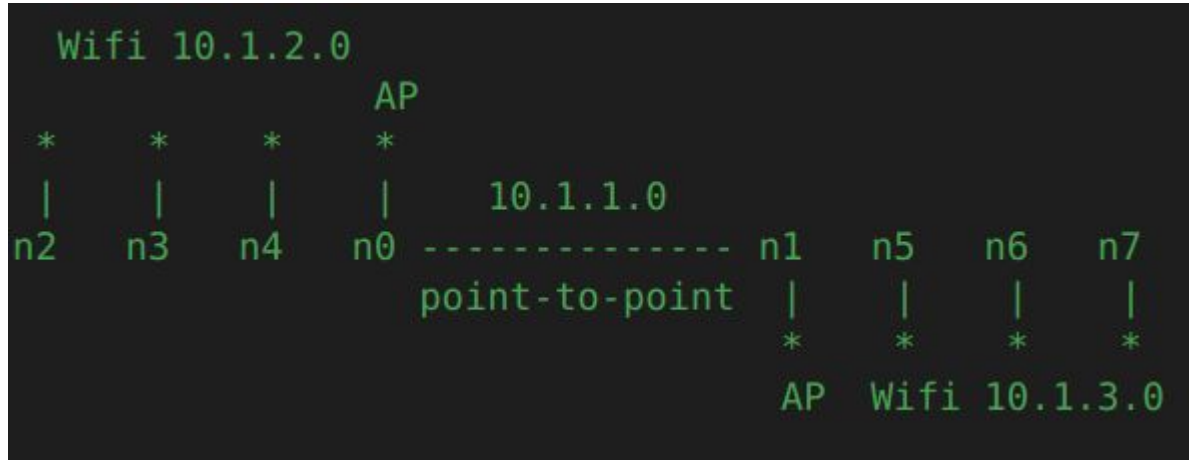 Wifi 10.1.2.0
AP
* * * *
| | | | 10.1.1.0
n2 n3 n4 n0 -------------- n1 n5 n6 n7
point-to-point | | | |
* * * *
AP Wifi 10.1.3.0